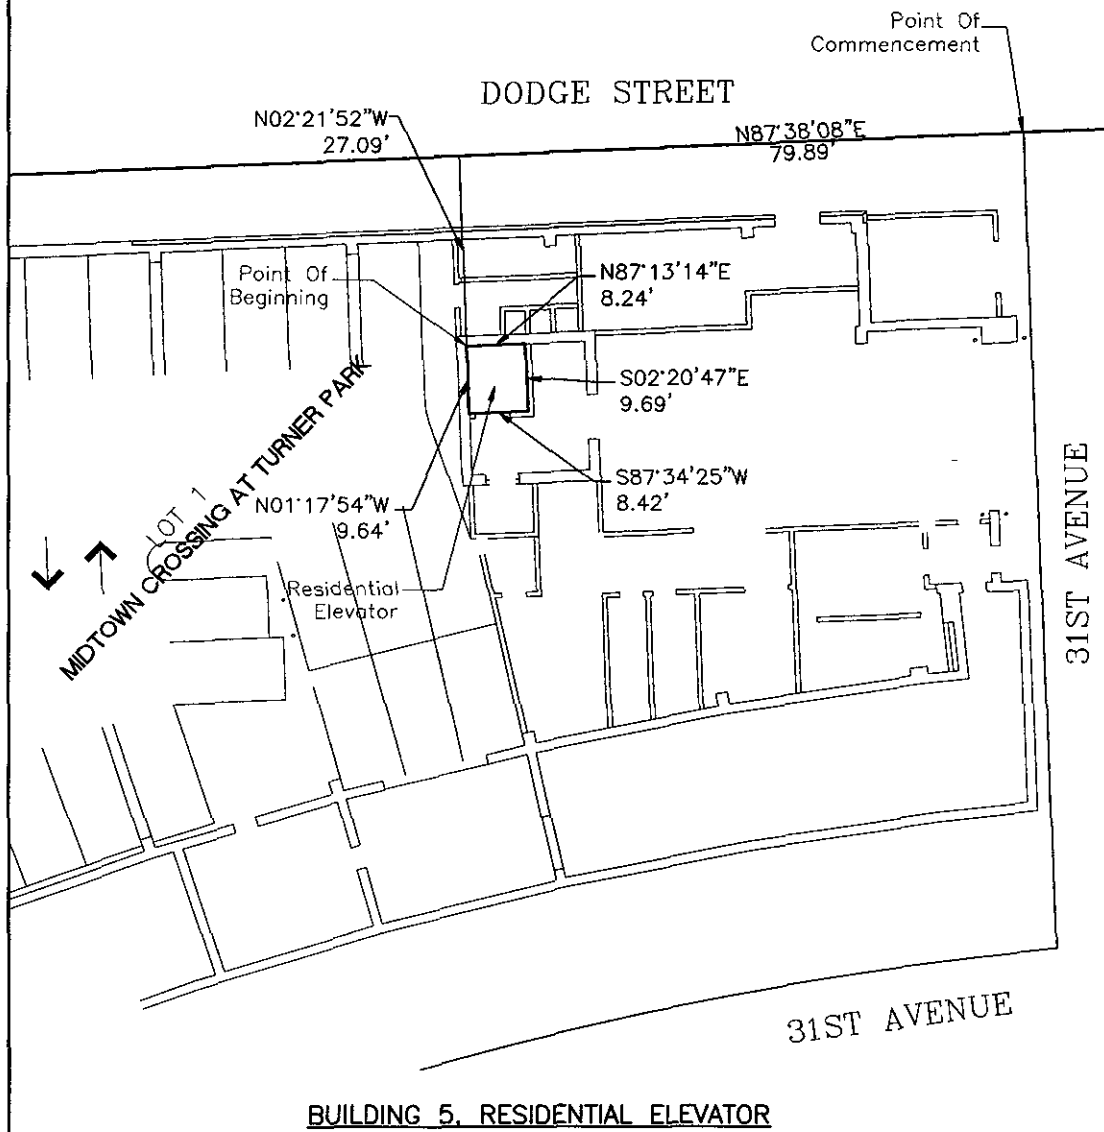 Point Of
Commencement
DODGE STREET
N02°21'52"W
27.09'
N87°38'08"E
79.89'
Point Of
Beginning
N87°13'14"E
8.24'
S02°20'47"E
9.69'
S87°34'25"W
8.42'
N01°17'54"W
9.64'
LOT 1
MIDTOWN CROSSING AT TURNER PARK
Residential
Elevator
31ST AVENUE
31ST AVENUE
BUILDING 5, RESIDENTIAL ELEVATOR